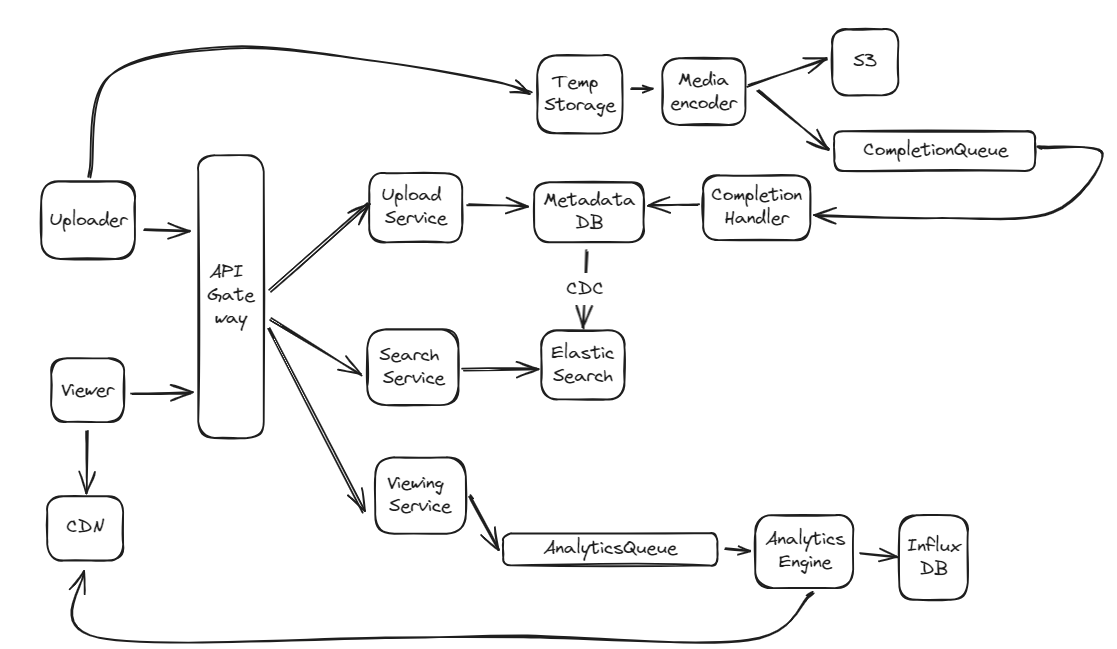 S3
Temp
Storage
Media
encoder
CompletionQueue
Uploader
Upload
Service
Metadata
DB
Completion
Handler
API
Gate
way
CDC
Viewer
Search
Service
Elastic
Search
CDN
Viewing
Service
AnalyticsQueue
Analytics
Engine
Influx
DB